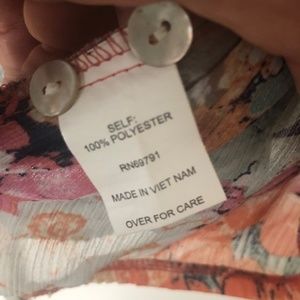 SELF:
100% POLYESTER
RN69791
MADE IN VIET NAM
OVER FOR CARE